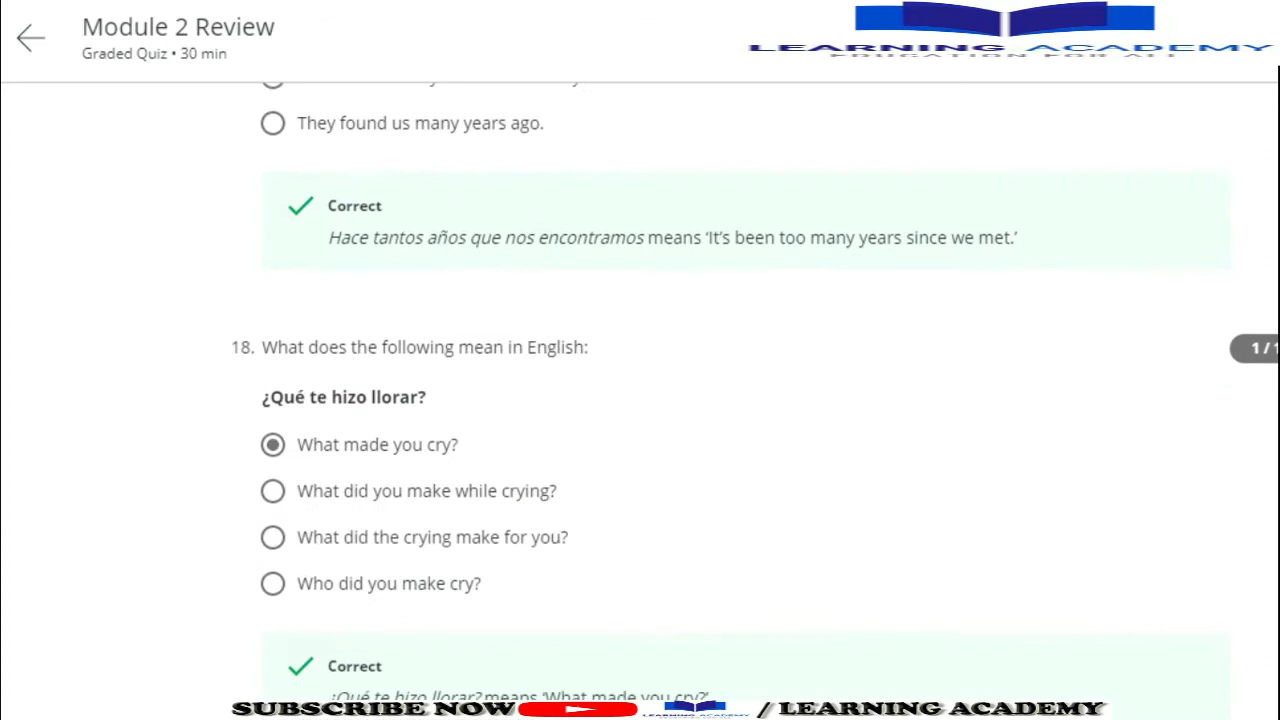 Module 2 Review
Graded Quiz • 30 min
LEARNING ACADEMY
EDUCATION FOR ALL
They found us many years ago.
Correct
Hace tantos años que nos encontramos means ‘It’s been too many years since we met.’
18. What does the following mean in English:
1 / 1
¿Qué te hizo llorar?
What made you cry?
What did you make while crying?
What did the crying make for you?
Who did you make cry?
Correct
¿Qué te hizo llorar? means ‘What made you cry?’
SUBSCRIBE NOW / LEARNING ACADEMY